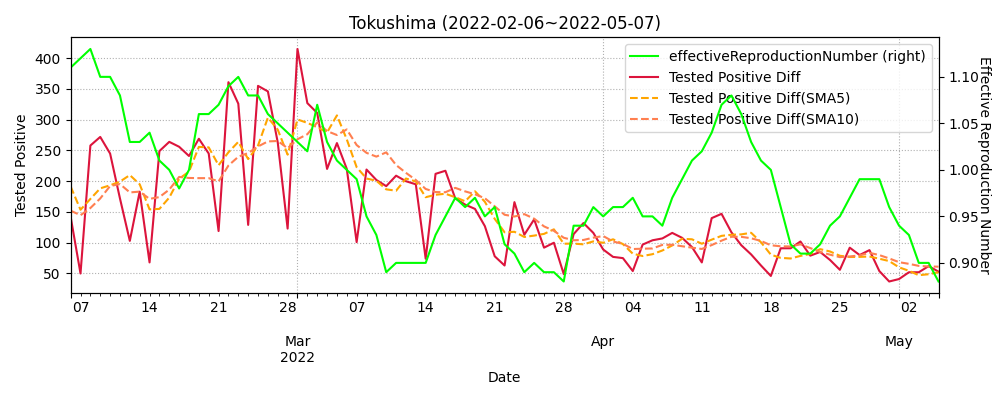 Tokushima (2022-02-06~2022-05-07)
effectiveReproductionNumber (right)
Tested Positive Diff
Tested Positive Diff(SMA5)
Tested Positive Diff(SMA10)
Tested Positive
400
350
300
250
200
150
100
50
1.10
1.05
1.00
0.95
0.90
Effective Reproduction Number
07 14 21 28 07 14 21 28 04 11 18 25 02
Mar Apr May
2022
Date